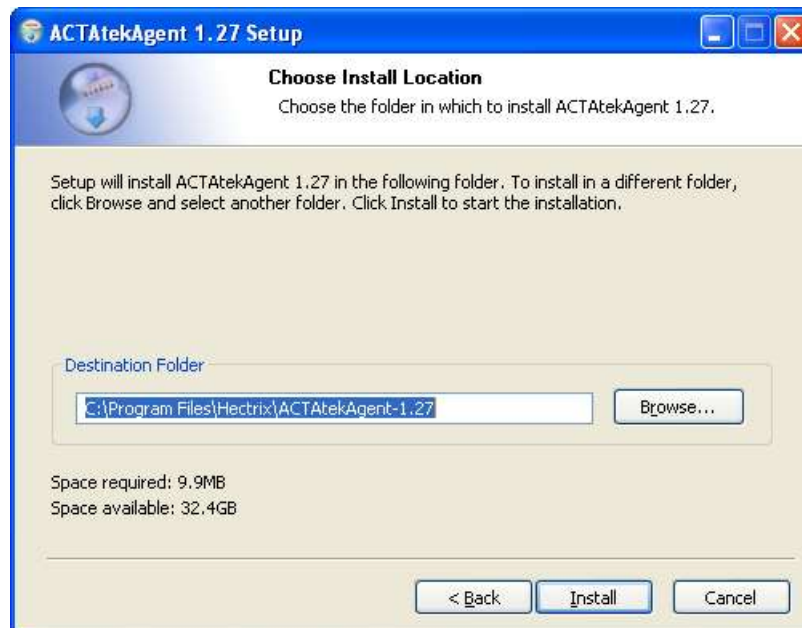 ACTAtekAgent 1.27 Setup
Choose Install Location
Choose the folder in which to install ACTAtekAgent 1.27.
Setup will install ACTAtekAgent 1.27 in the following folder. To install in a different folder,
click Browse and select another folder. Click Install to start the installation.
Destination Folder
C:\Program Files\Hectrix\ACTAtekAgent-1.27
Browse...
Space required: 9.9MB
Space available: 32.4GB
< Back
Install
Cancel